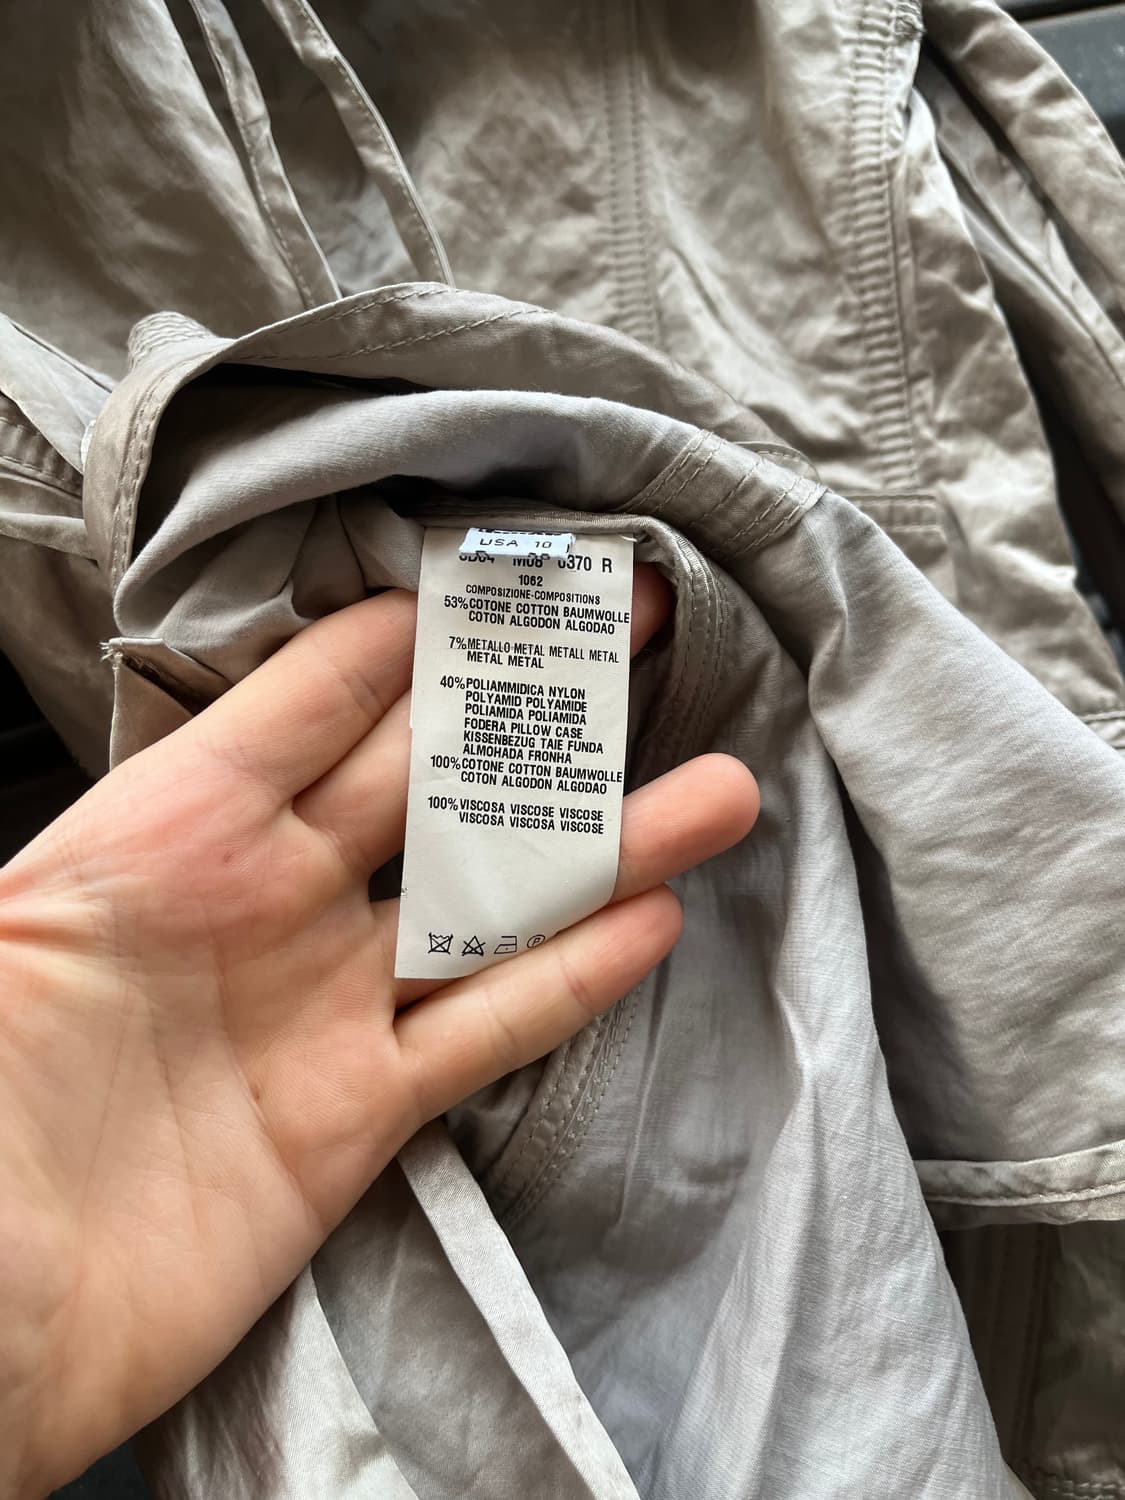 USA 10
M08 0370 R
1062
COMPOSIZIONE-COMPOSITIONS
53% COTONE COTTON BAUMWOLLE
COTON ALGODON ALGODAO
7% METALLO METAL METALL METAL
METAL METAL
40% POLIAMMIDICA NYLON
POLYAMID POLYAMIDE
POLIAMIDA POLIAMIDA
FODERA PILLOW CASE
KISSENBEZUG TAIE FUNDA
ALMOHADA FRONHA
100% COTONE COTTON BAUMWOLLE
COTON ALGODON ALGODAO
100% VISCOSA VISCOSE VISCOSE
VISCOSA VISCOSA VISCOSE
P